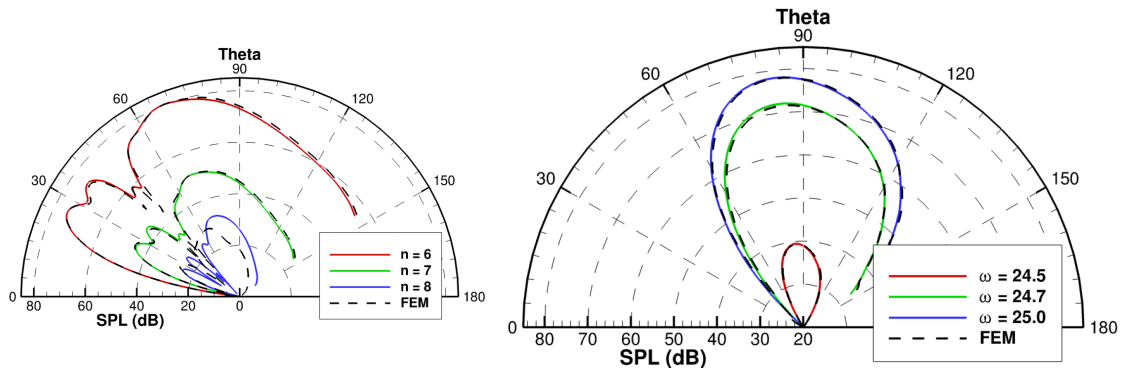 Theta
90
60
120
30
150
0
180
80 60 40 20 0
SPL (dB)
n = 6
n = 7
n = 8
FEM
Theta
90
60
120
30
150
0
180
80 70 60 50 40 30 20
SPL (dB)
ω = 24.5
ω = 24.7
ω = 25.0
FEM